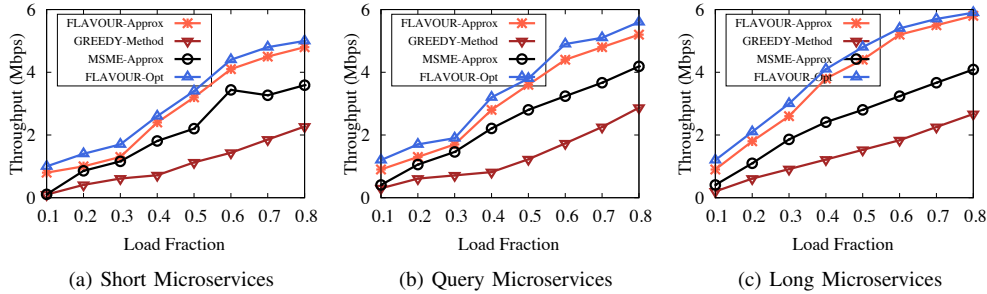 6
4
2
0
Throughput (Mbps)
FLAVOUR-Approx
GREEDY-Method
MSME-Approx
FLAVOUR-Opt
0.1 0.2 0.3 0.4 0.5 0.6 0.7 0.8
Load Fraction
(a) Short Microservices
6
4
2
0
Throughput (Mbps)
FLAVOUR-Approx
GREEDY-Method
MSME-Approx
FLAVOUR-Opt
0.1 0.2 0.3 0.4 0.5 0.6 0.7 0.8
Load Fraction
(b) Query Microservices
6
4
2
0
Throughput (Mbps)
FLAVOUR-Approx
GREEDY-Method
MSME-Approx
FLAVOUR-Opt
0.1 0.2 0.3 0.4 0.5 0.6 0.7 0.8
Load Fraction
(c) Long Microservices